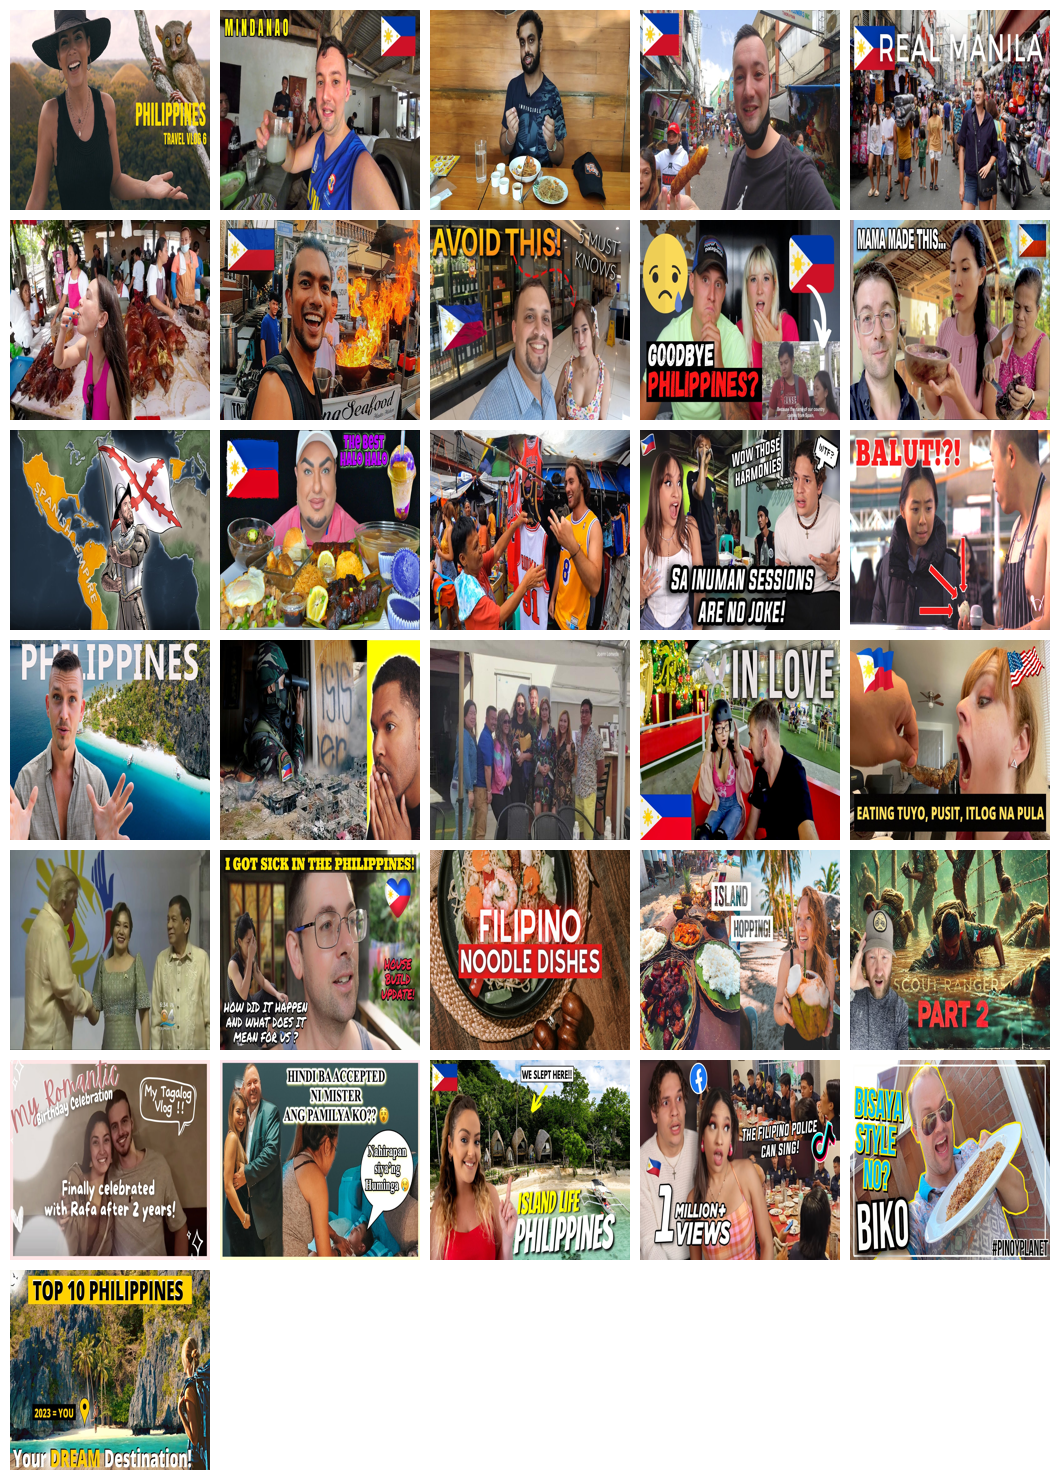 PHILIPPINES
TRAVEL VLOG 6
MINDANAO
REAL MANILA
AVOID THIS!
5 MUST
KNOWS
GOODBYE
PHILIPPINES?
MAMA MADE THIS...
SPANISH
EMPIRE
THE BEST
HALO HALO
WOW THOSE
HARMONIES
WTF?
SA INUMAN SESSIONS
ARE NO JOKE!
BALUT!?!
PHILIPPINES
IN LOVE
EATING TUYO, PUSIT, ITLOG NA PULA
I GOT SICK IN THE PHILIPPINES!
HOUSE
BUILD
UPDATE!
HOW DID IT HAPPEN
AND WHAT DOES IT
MEAN FOR US ?
FILIPINO
NOODLE DISHES
ISLAND
HOPPING!
SCOUT RANGER
PART 2
My Romantic
Birthday Celebration
My Tagalog
Vlog !!
Finally celebrated
with Rafa after 2 years!
HINDI BA ACCEPTED
NI MISTER
ANG PAMILYA KO??
Nahirapan
siya'ng
Huminga
WE SLEPT HERE!!
ISLAND LIFE
PHILIPPINES
THE FILIPINO POLICE
CAN SING!
1 MILLION+
VIEWS
BISAYA
STYLE
NO?
BIKO
#PINOYPLANET
TOP 10 PHILIPPINES
2023 = YOU
Your DREAM Destination!